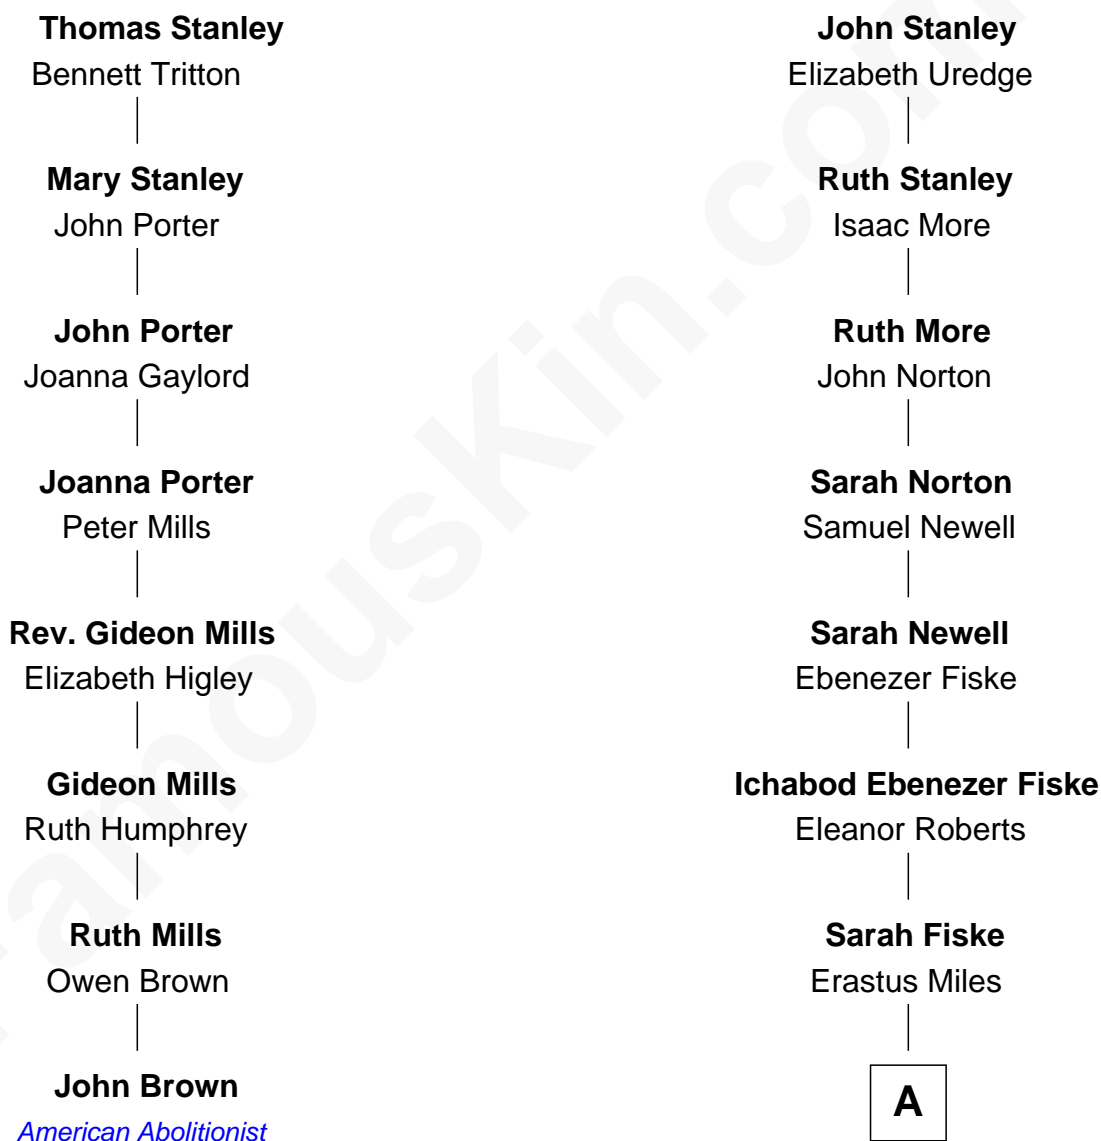 Thomas Stanley
Bennett Tritton
Mary Stanley
John Porter
John Porter
Joanna Gaylord
Joanna Porter
Peter Mills
Rev. Gideon Mills
Elizabeth Higley
Gideon Mills
Ruth Humphrey
Ruth Mills
Owen Brown
John Brown
American Abolitionist
John Stanley
Elizabeth Uredge
Ruth Stanley
Isaac More
Ruth More
John Norton
Sarah Norton
Samuel Newell
Sarah Newell
Ebenezer Fiske
Ichabod Ebenezer Fiske
Eleanor Roberts
Sarah Fiske
Erastus Miles
A
FamousKin.com